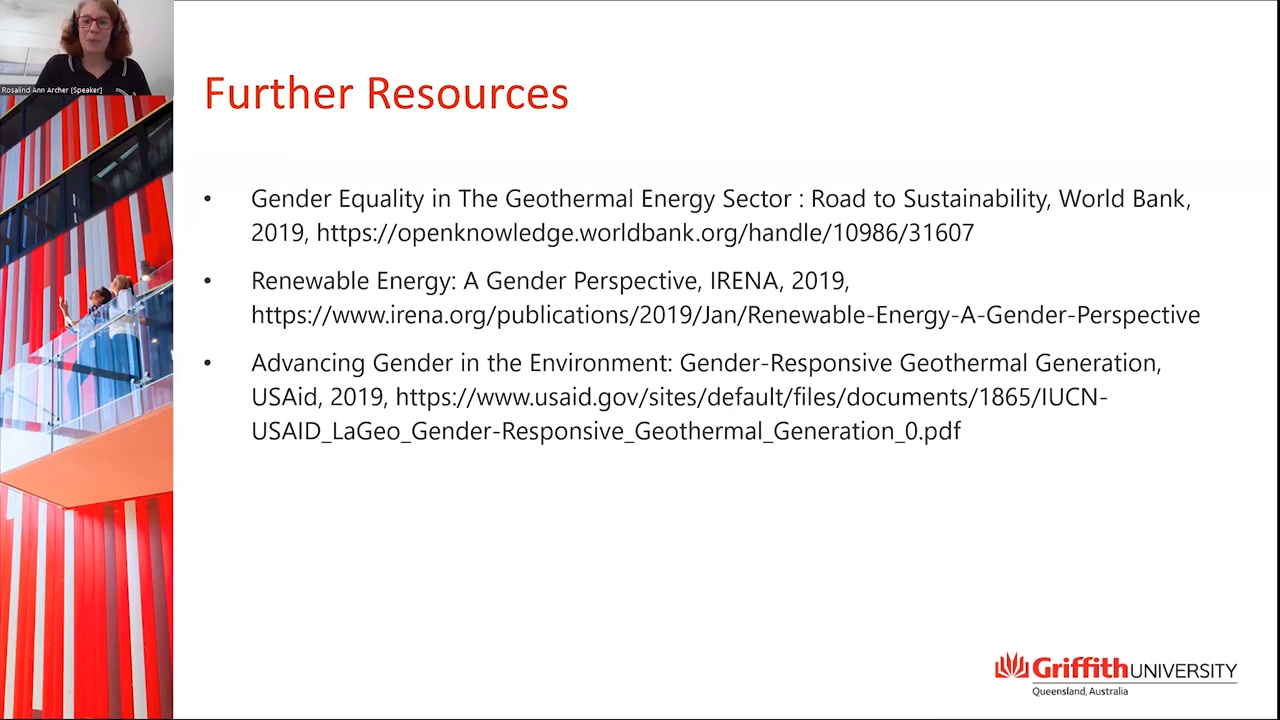 Rosalind Ann Archer [Speaker]
Further Resources
• Gender Equality in The Geothermal Energy Sector : Road to Sustainability, World Bank,
2019, https://openknowledge.worldbank.org/handle/10986/31607
• Renewable Energy: A Gender Perspective, IRENA, 2019,
https://www.irena.org/publications/2019/Jan/Renewable-Energy-A-Gender-Perspective
• Advancing Gender in the Environment: Gender-Responsive Geothermal Generation,
USAid, 2019, https://www.usaid.gov/sites/default/files/documents/1865/IUCN-
USAID_LaGeo_Gender-Responsive_Geothermal_Generation_0.pdf
Griffith UNIVERSITY
Queensland, Australia